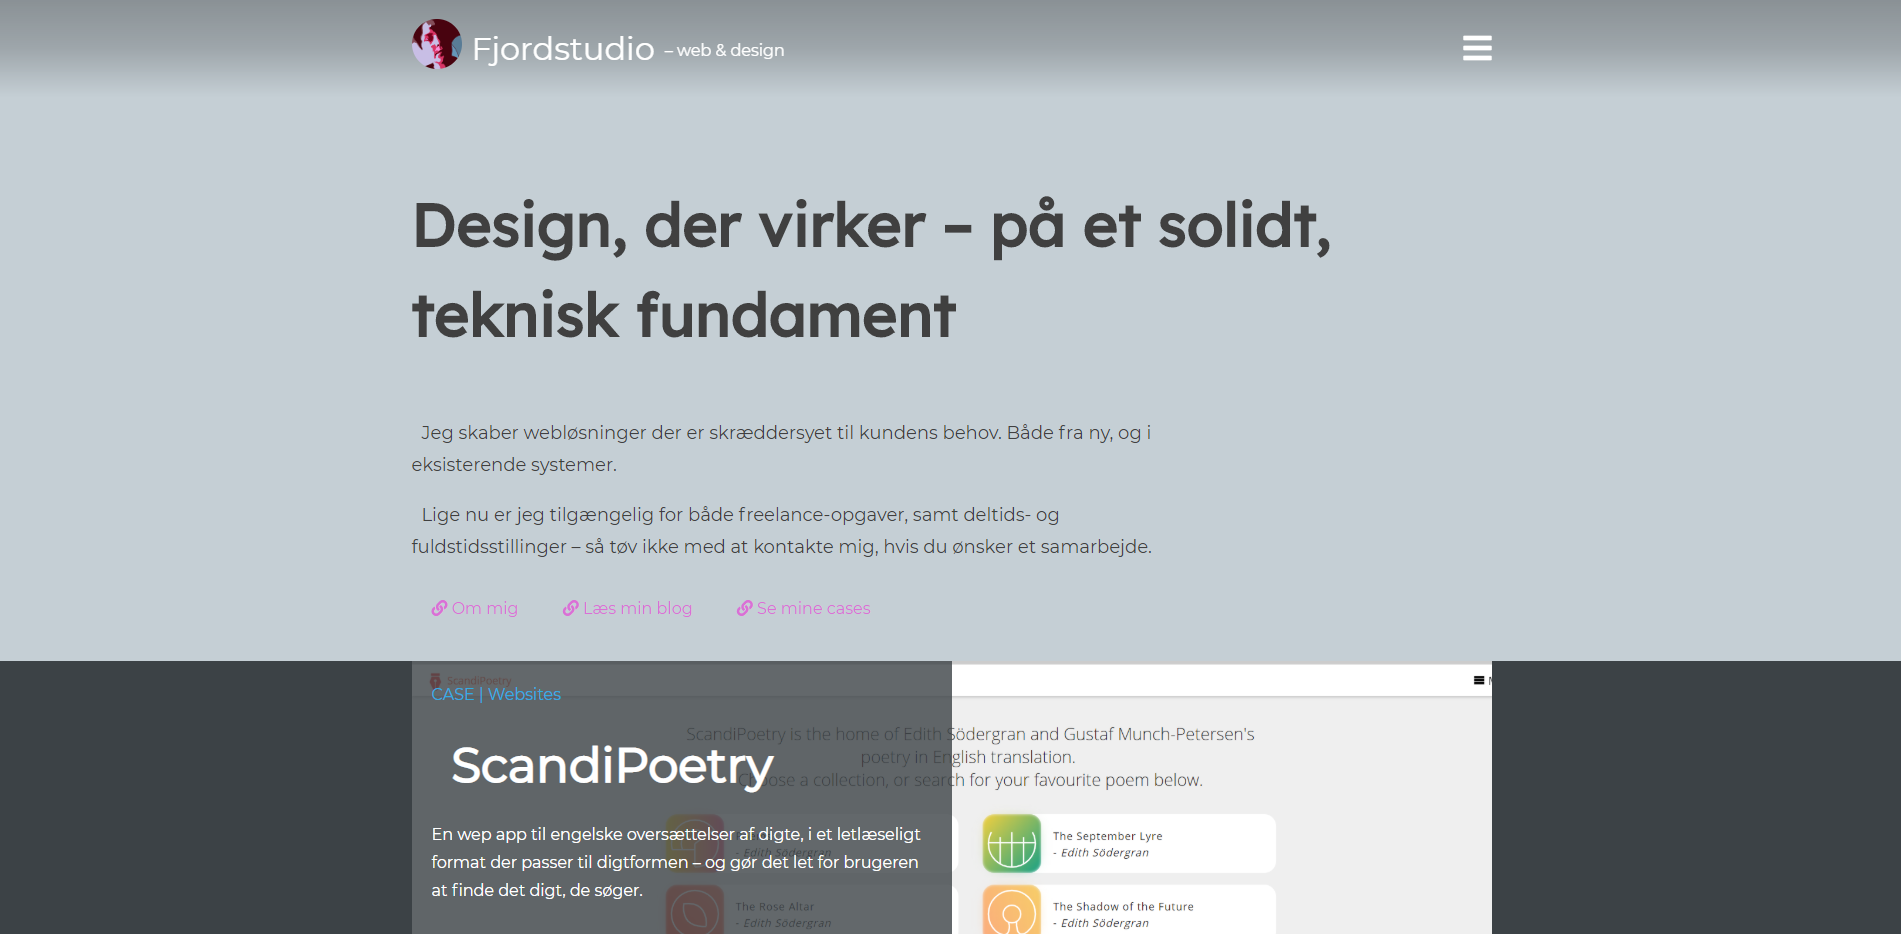 Fjordstudio – web & design
Design, der virker – på et solidt,
teknisk fundament
Jeg skaber webløsninger der er skræddersyet til kundens behov. Både fra ny, og i
eksisterende systemer.
Lige nu er jeg tilgængelig for både freelance-opgaver, samt deltids- og
fuldstidsstillinger – så tøv ikke med at kontakte mig, hvis du ønsker et samarbejde.
Om mig
Læs min blog
Se mine cases
ScandiPoetry
CASE | Websites
ScandiPoetry
En wep app til engelske oversættelser af digte, i et letlæseligt
format der passer til digtformen – og gør det let for brugeren
at finde det digt, de søger.
ScandiPoetry is the home of Edith Södergran and Gustaf Munch-Petersen's
poetry in English translation.
Choose a collection, or search for your favourite poem below.
- Edith Södergran
The September Lyre
- Edith Södergran
The Rose Altar
- Edith Södergran
The Shadow of the Future
- Edith Södergran